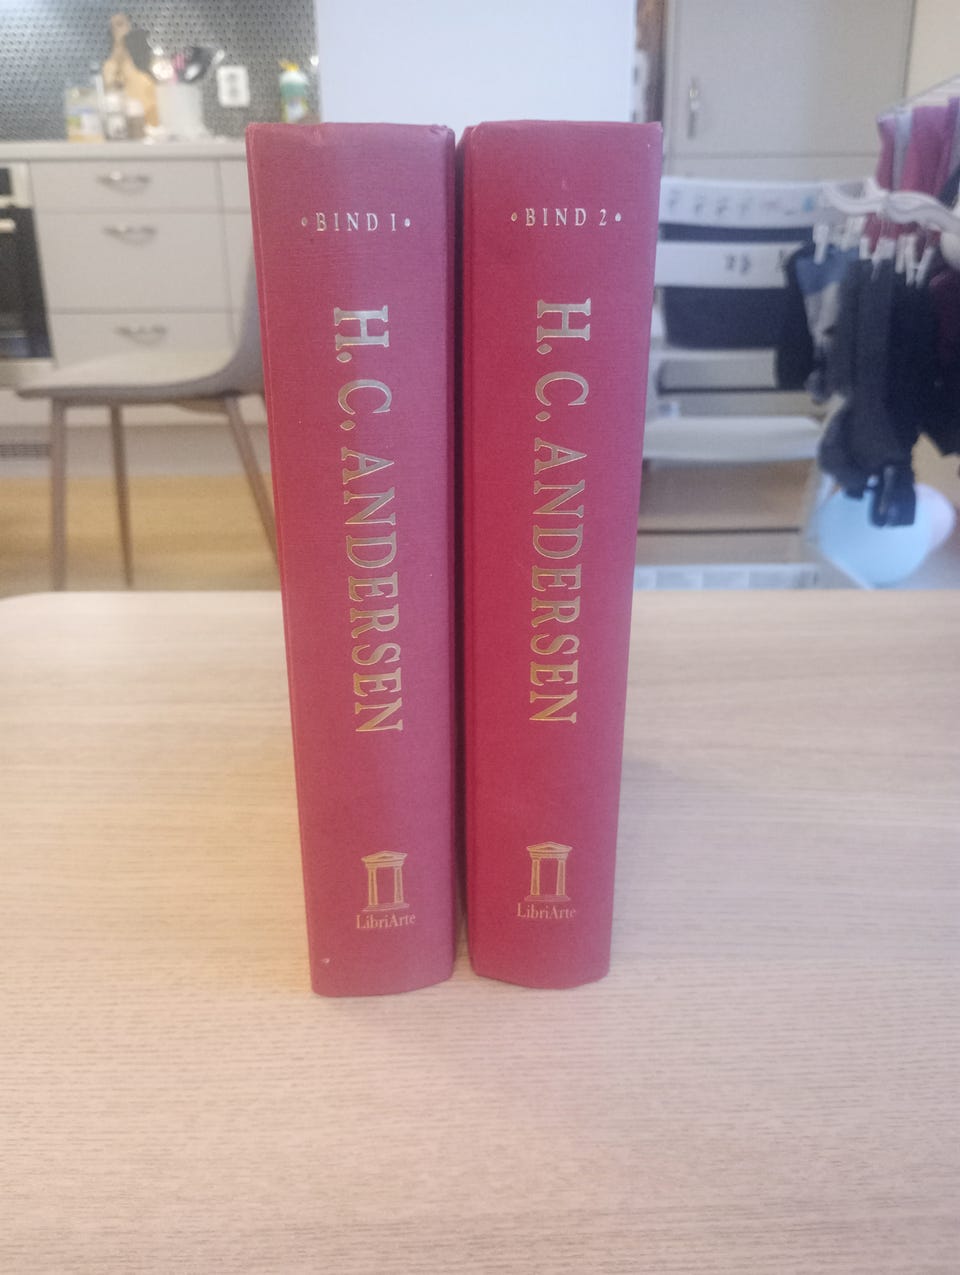 •BIND 1•
H. C. ANDERSEN
LibriArte
•BIND 2•
H. C. ANDERSEN
LibriArte